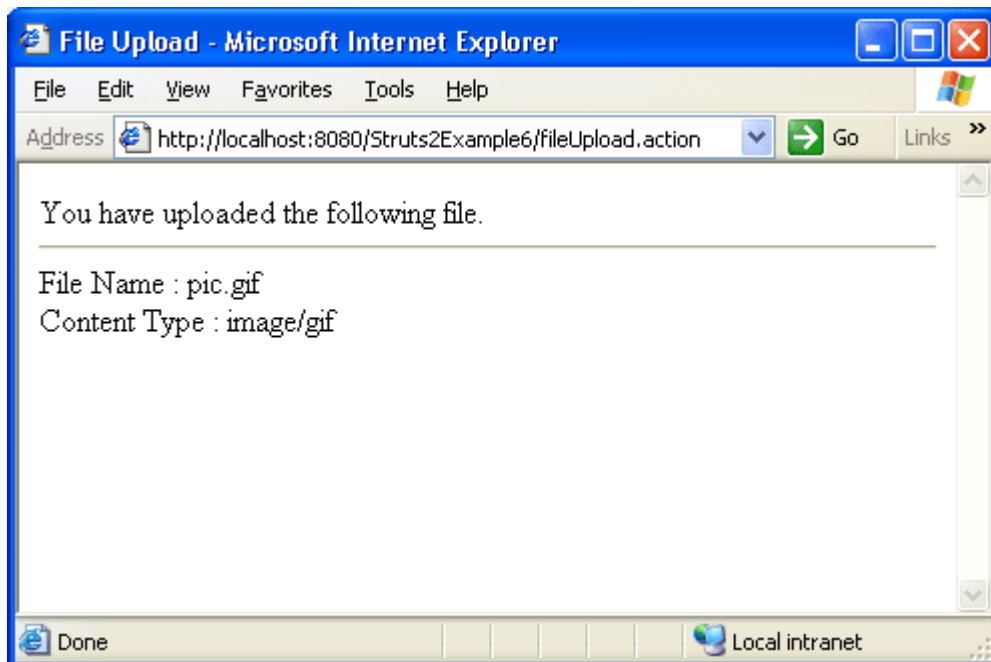 File Upload - Microsoft Internet Explorer
File Edit View Favorites Tools Help
Address http://localhost:8080/Struts2Example6/fileUpload.action Go Links »
You have uploaded the following file.
File Name : pic.gif
Content Type : image/gif
Done Local intranet